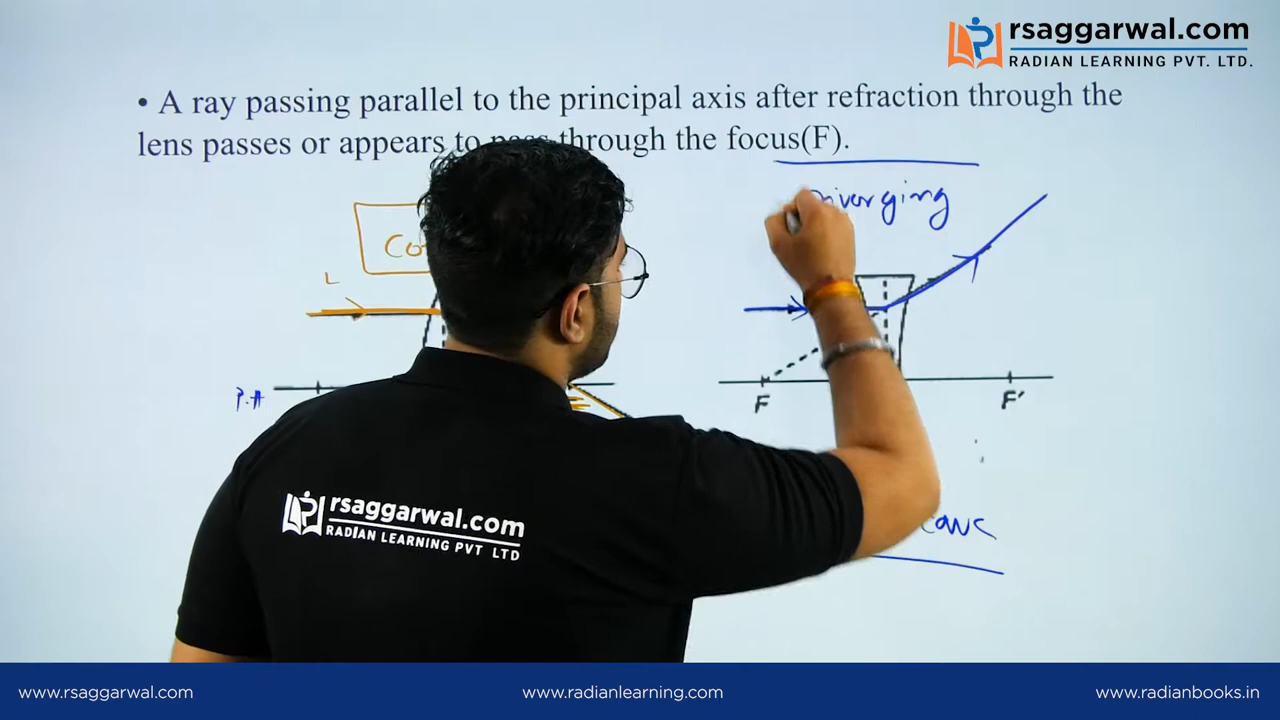 rsaggarwal.com
RADIAN LEARNING PVT. LTD.
• A ray passing parallel to the principal axis after refraction through the
lens passes or appears to pass through the focus(F).
Diverging
P.A
F
F'
rsaggarwal.com
RADIAN LEARNING PVT LTD
www.rsaggarwal.com
www.radianlearning.com
www.radianbooks.in